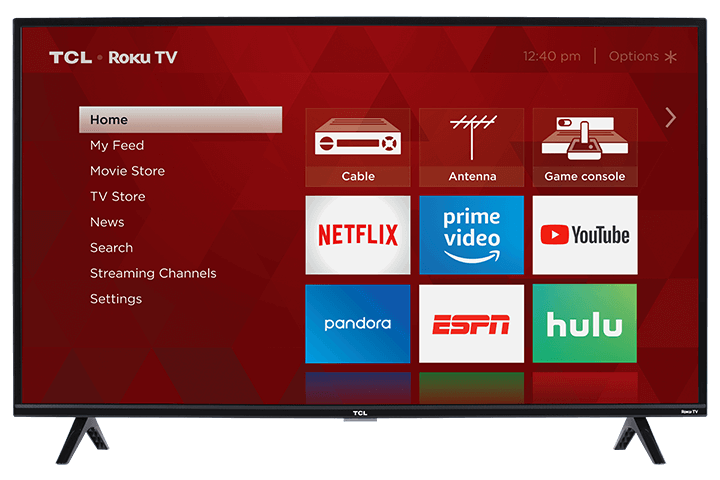 TCL • Roku TV
12:40 pm | Options
Home
My Feed
Movie Store
TV Store
News
Search
Streaming Channels
Settings
Cable
Antenna
Game console
NETFLIX
prime
video
YouTube
pandora
ESPN
hulu
TCL
Roku TV